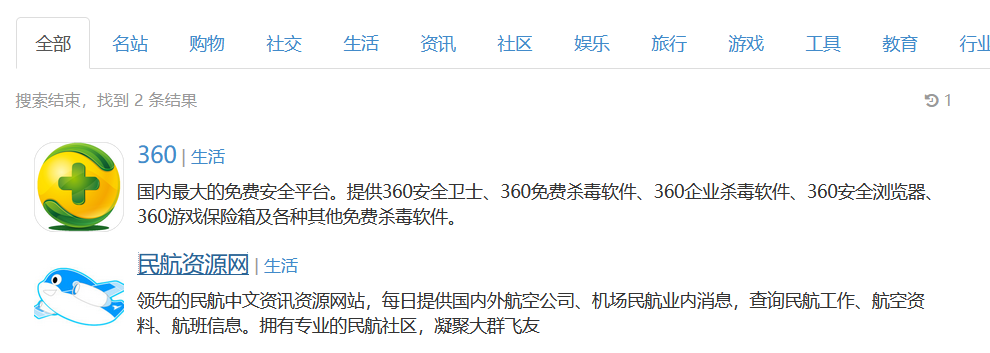 全部 名站 购物 社交 生活 资讯 社区 娱乐 旅行 游戏 工具 教育 行业
搜索结束，找到 2 条结果 1
360 | 生活
国内最大的免费安全平台。提供360安全卫士、360免费杀毒软件、360企业杀毒软件、360安全浏览器、
360游戏保险箱及各种其他免费杀毒软件。
民航资源网 | 生活
领先的民航中文资讯资源网站，每日提供国内外航空公司、机场民航业内消息，查询民航工作、航空资
料、航班信息。拥有专业的民航社区，凝聚大群飞友